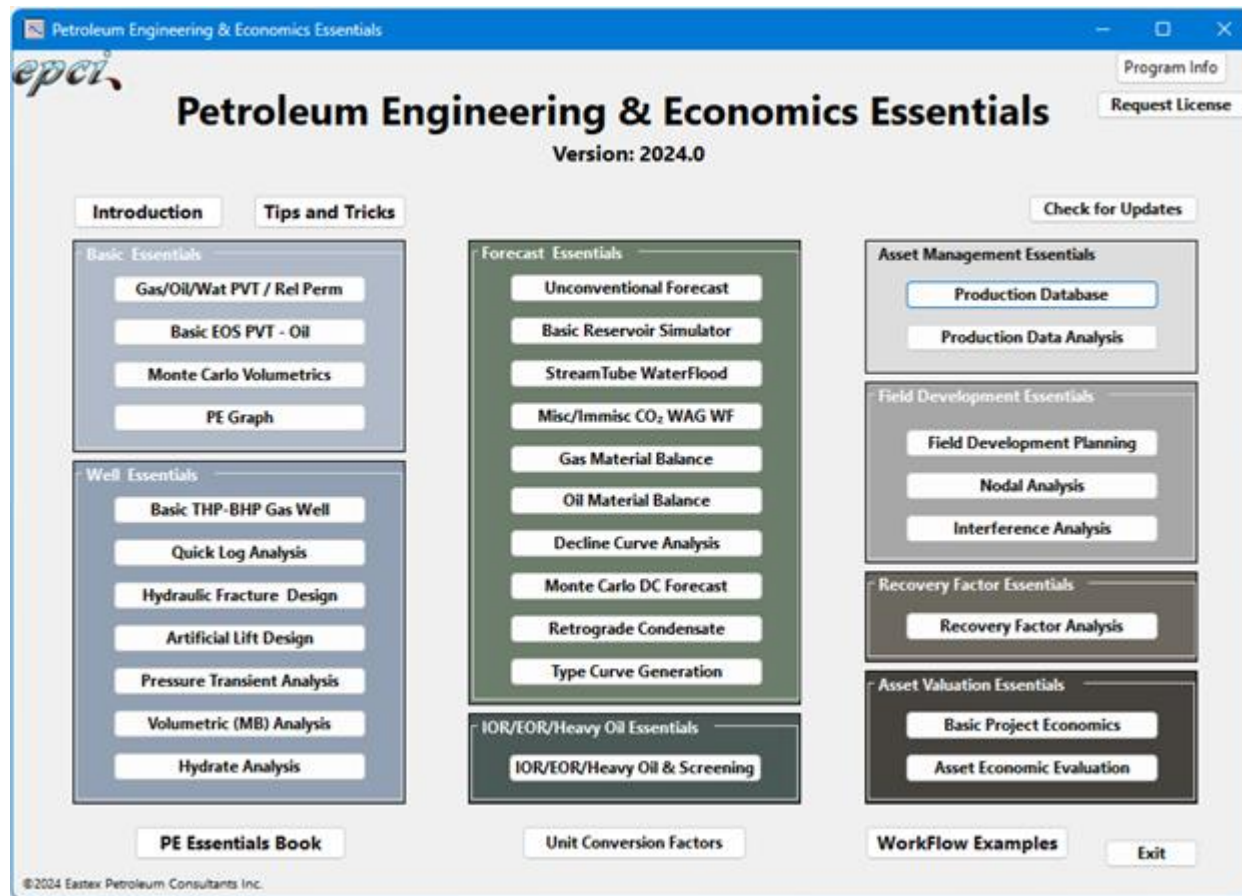 Petroleum Engineering & Economics Essentials
epci
Program Info
Request License
Petroleum Engineering & Economics Essentials
Version: 2024.0
Introduction
Tips and Tricks
Check for Updates
Basic Essentials
Gas/Oil/Wat PVT / Rel Perm
Basic EOS PVT - Oil
Monte Carlo Volumetrics
PE Graph
Well Essentials
Basic THP-BHP Gas Well
Quick Log Analysis
Hydraulic Fracture Design
Artificial Lift Design
Pressure Transient Analysis
Volumetric (MB) Analysis
Hydrate Analysis
Forecast Essentials
Unconventional Forecast
Basic Reservoir Simulator
StreamTube WaterFlood
Misc/Immisc CO₂ WAG WF
Gas Material Balance
Oil Material Balance
Decline Curve Analysis
Monte Carlo DC Forecast
Retrograde Condensate
Type Curve Generation
IOR/EOR/Heavy Oil Essentials
IOR/EOR/Heavy Oil & Screening
Asset Management Essentials
Production Database
Production Data Analysis
Field Development Essentials
Field Development Planning
Nodal Analysis
Interference Analysis
Recovery Factor Essentials
Recovery Factor Analysis
Asset Valuation Essentials
Basic Project Economics
Asset Economic Evaluation
PE Essentials Book
Unit Conversion Factors
WorkFlow Examples
Exit
©2024 Eastex Petroleum Consultants Inc.